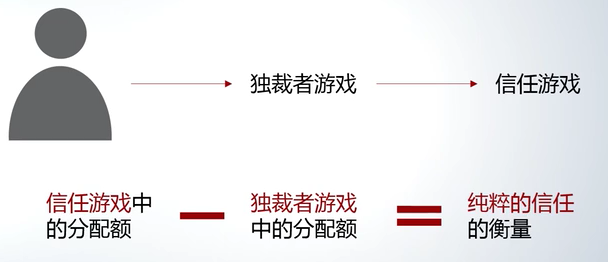 独裁者游戏
信任游戏
信任游戏中
的分配额
独裁者游戏
中的分配额
纯粹的信任
的衡量